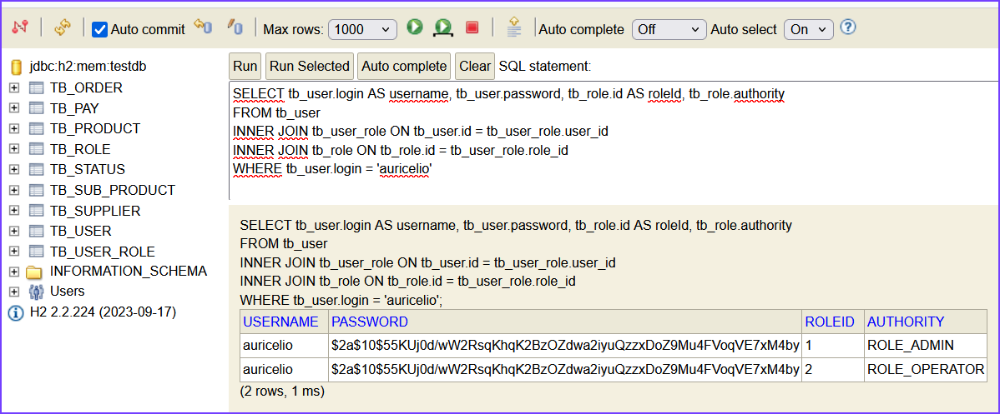 Auto commit Max rows: 1000 Auto complete Off Auto select On
jdbc:h2:mem:testdb
TB_ORDER
TB_PAY
TB_PRODUCT
TB_ROLE
TB_STATUS
TB_SUB_PRODUCT
TB_SUPPLIER
TB_USER
TB_USER_ROLE
INFORMATION_SCHEMA
Users
H2 2.2.224 (2023-09-17)
Run Run Selected Auto complete Clear SQL statement:
SELECT tb_user.login AS username, tb_user.password, tb_role.id AS roleId, tb_role.authority
FROM tb_user
INNER JOIN tb_user_role ON tb_user.id = tb_user_role.user_id
INNER JOIN tb_role ON tb_role.id = tb_user_role.role_id
WHERE tb_user.login = 'auricelio'
SELECT tb_user.login AS username, tb_user.password, tb_role.id AS roleId, tb_role.authority
FROM tb_user
INNER JOIN tb_user_role ON tb_user.id = tb_user_role.user_id
INNER JOIN tb_role ON tb_role.id = tb_user_role.role_id
WHERE tb_user.login = 'auricelio';
USERNAME PASSWORD ROLEID AUTHORITY
auricelio $2a$10$55KUj0d/wW2RsqKhqK2BzOZdwa2iyuQzzxDoZ9Mu4FVoqVE7xM4by 1 ROLE_ADMIN
auricelio $2a$10$55KUj0d/wW2RsqKhqK2BzOZdwa2iyuQzzxDoZ9Mu4FVoqVE7xM4by 2 ROLE_OPERATOR
(2 rows, 1 ms)